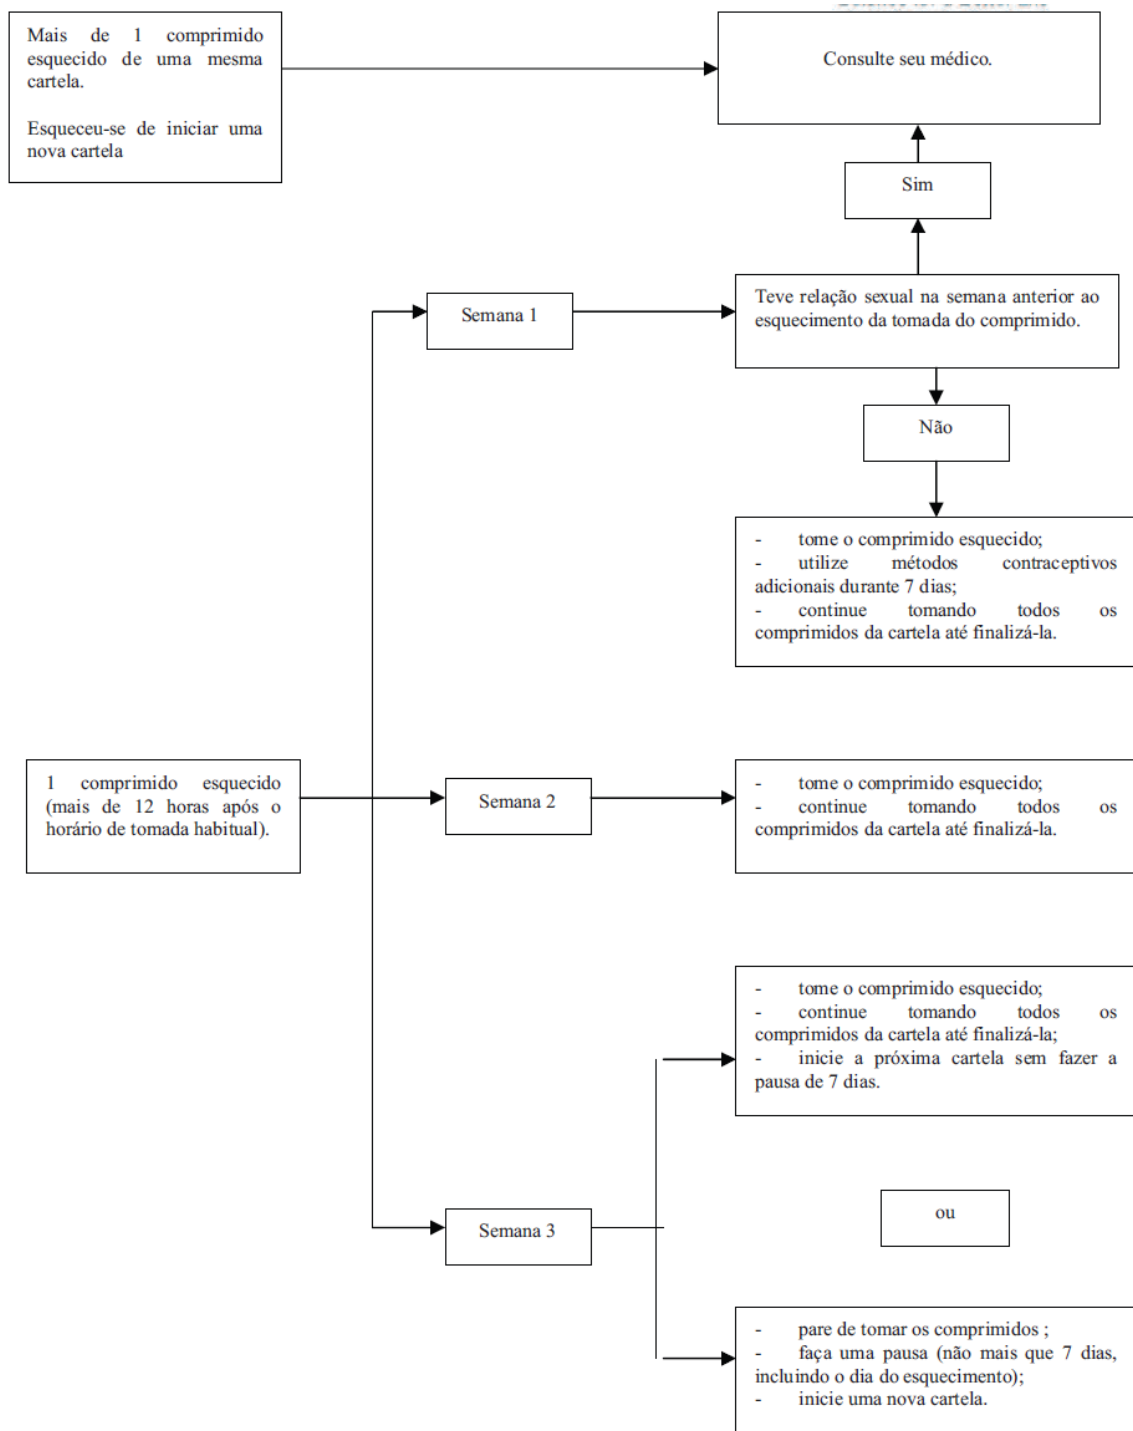 Mais de 1 comprimido
esquecido de uma mesma
cartela.
Esqueceu-se de iniciar uma
nova cartela
Consulte seu médico.
Sim
Semana 1
Teve relação sexual na semana anterior ao
esquecimento da tomada do comprimido.
Não
- tome o comprimido esquecido;
- utilize métodos contraceptivos
adicionais durante 7 dias;
- continue tomando todos os
comprimidos da cartela até finalizá-la.
1 comprimido esquecido
(mais de 12 horas após o
horário de tomada habitual).
Semana 2
- tome o comprimido esquecido;
- continue tomando todos os
comprimidos da cartela até finalizá-la.
Semana 3
- tome o comprimido esquecido;
- continue tomando todos os
comprimidos da cartela até finalizá-la;
- inicie a próxima cartela sem fazer a
pausa de 7 dias.
ou
- pare de tomar os comprimidos ;
- faça uma pausa (não mais que 7 dias,
incluindo o dia do esquecimento);
- inicie uma nova cartela.